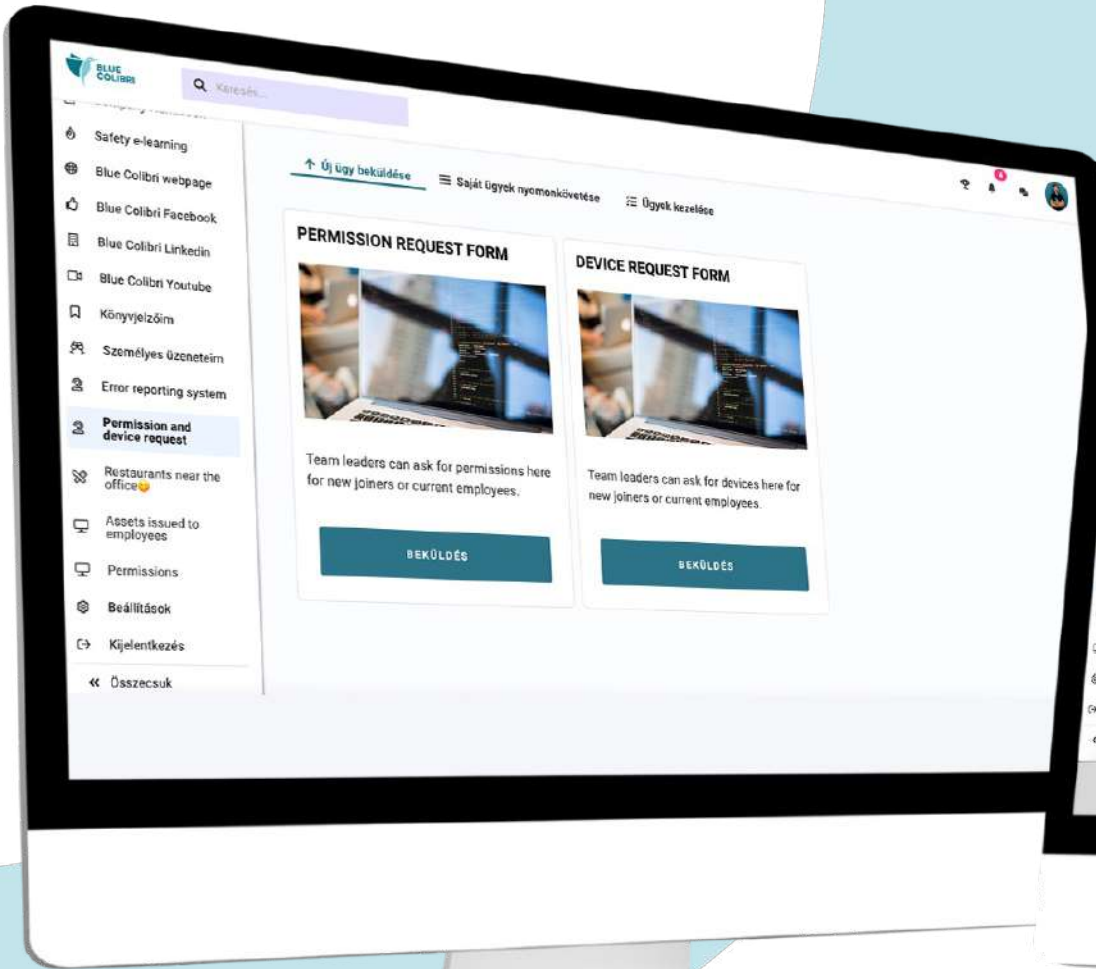 BLUE
COLIBRI
Keresés...
Safety e-learning
Blue Colibri webpage
Blue Colibri Facebook
Blue Colibri Linkedin
Blue Colibri Youtube
Könyvjelzőim
Személyes üzeneteim
Error reporting system
Permission and
device request
Restaurants near the
office😋
Assets issued to
employees
Permissions
Beállítások
Kijelentkezés
Összecsuk
Új ügy beküldése
Saját ügyek nyomonkövetése
Ügyek kezelése
PERMISSION REQUEST FORM
Team leaders can ask for permissions here
for new joiners or current employees.
BEKÜLDÉS
DEVICE REQUEST FORM
Team leaders can ask for devices here for
new joiners or current employees.
BEKÜLDÉS